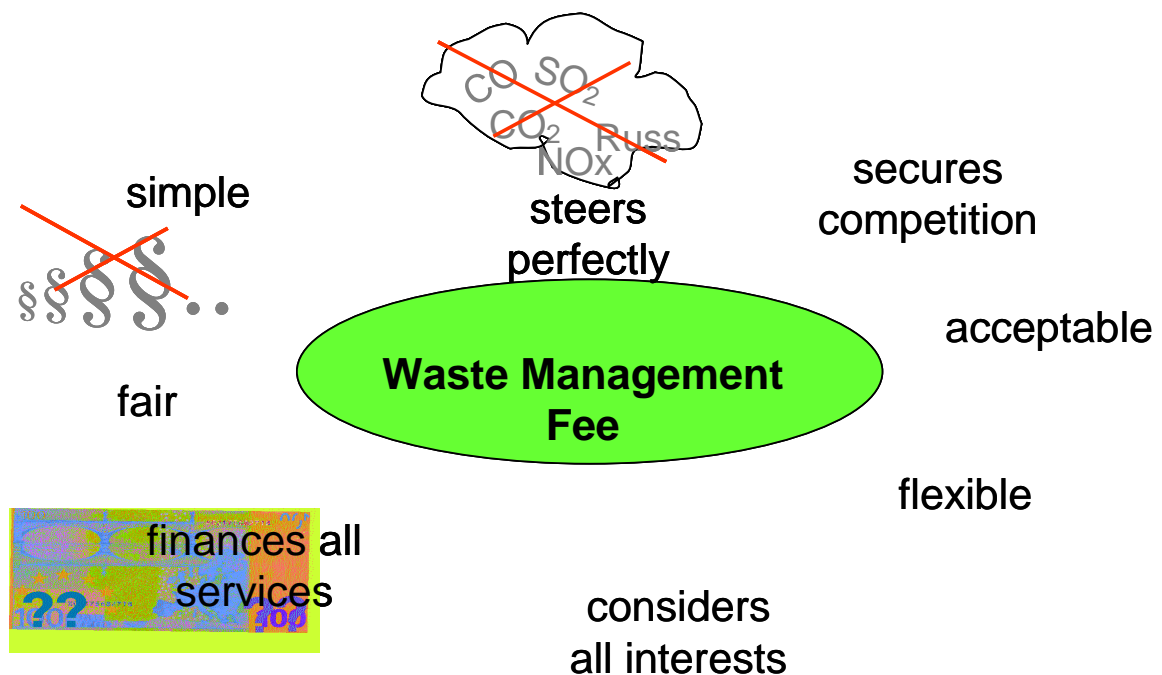 CO SO₂
CO₂ Russ
NOx
steers
perfectly
simple
§§§§..
secures
competition
acceptable
Waste Management
Fee
fair
flexible
finances all
services
??
100
considers
all interests